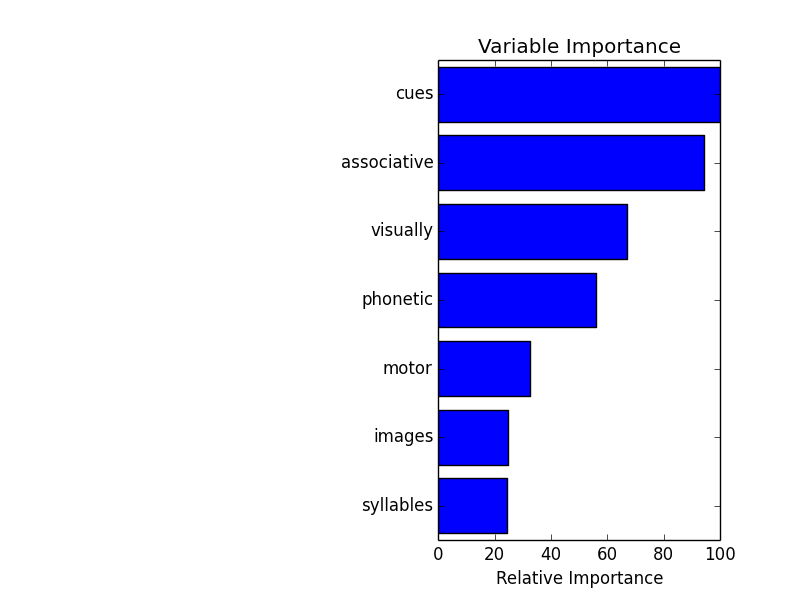 Variable Importance
cues
associative
visually
phonetic
motor
images
syllables
0 20 40 60 80 100
Relative Importance